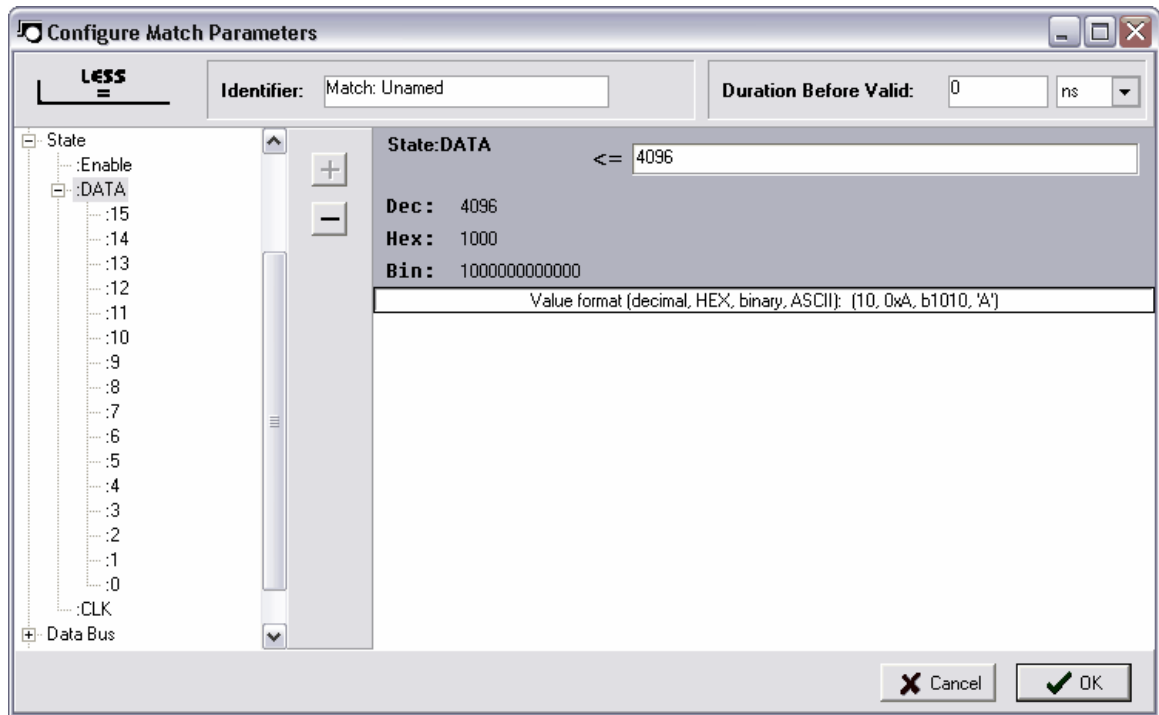 Configure Match Parameters
LESS
=
Identifier: Match: Unamed
Duration Before Valid: 0 ns
State
:Enable
:DATA
:15
:14
:13
:12
:11
:10
:9
:8
:7
:6
:5
:4
:3
:2
:1
:0
:CLK
Data Bus
State:DATA <= 4096
Dec: 4096
Hex: 1000
Bin: 1000000000000
Value format (decimal, HEX, binary, ASCII): (10, 0xA, b1010, 'A')
Cancel
OK